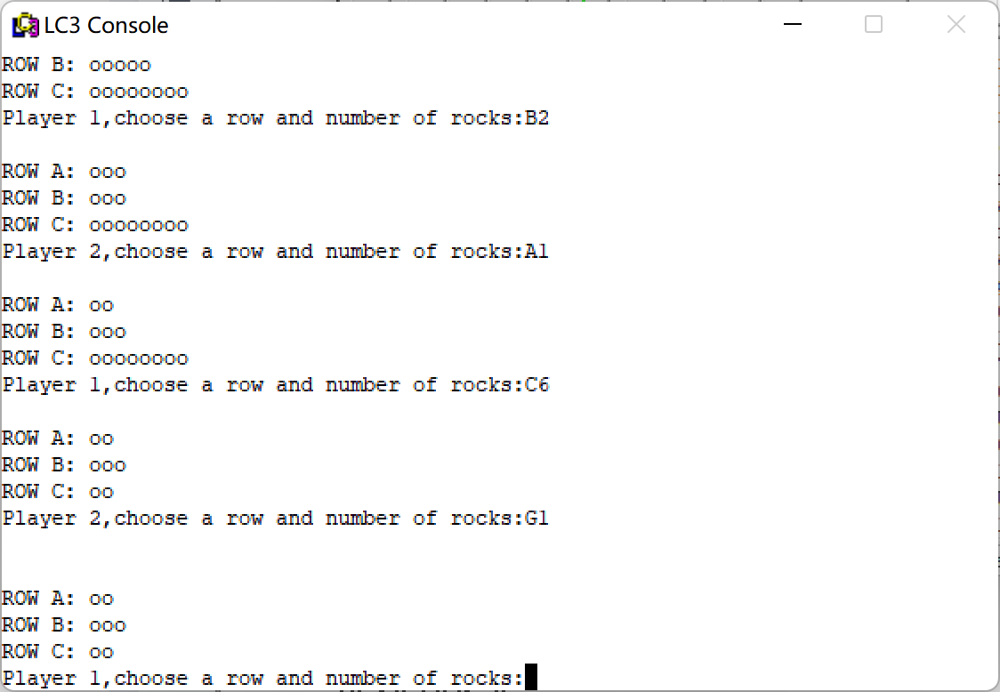 LC3 Console
ROW B: ooooo
ROW C: oooooooo
Player 1,choose a row and number of rocks:B2
ROW A: ooo
ROW B: ooo
ROW C: oooooooo
Player 2,choose a row and number of rocks:A1
ROW A: oo
ROW B: ooo
ROW C: oooooooo
Player 1,choose a row and number of rocks:C6
ROW A: oo
ROW B: ooo
ROW C: oo
Player 2,choose a row and number of rocks:G1
ROW A: oo
ROW B: ooo
ROW C: oo
Player 1,choose a row and number of rocks: